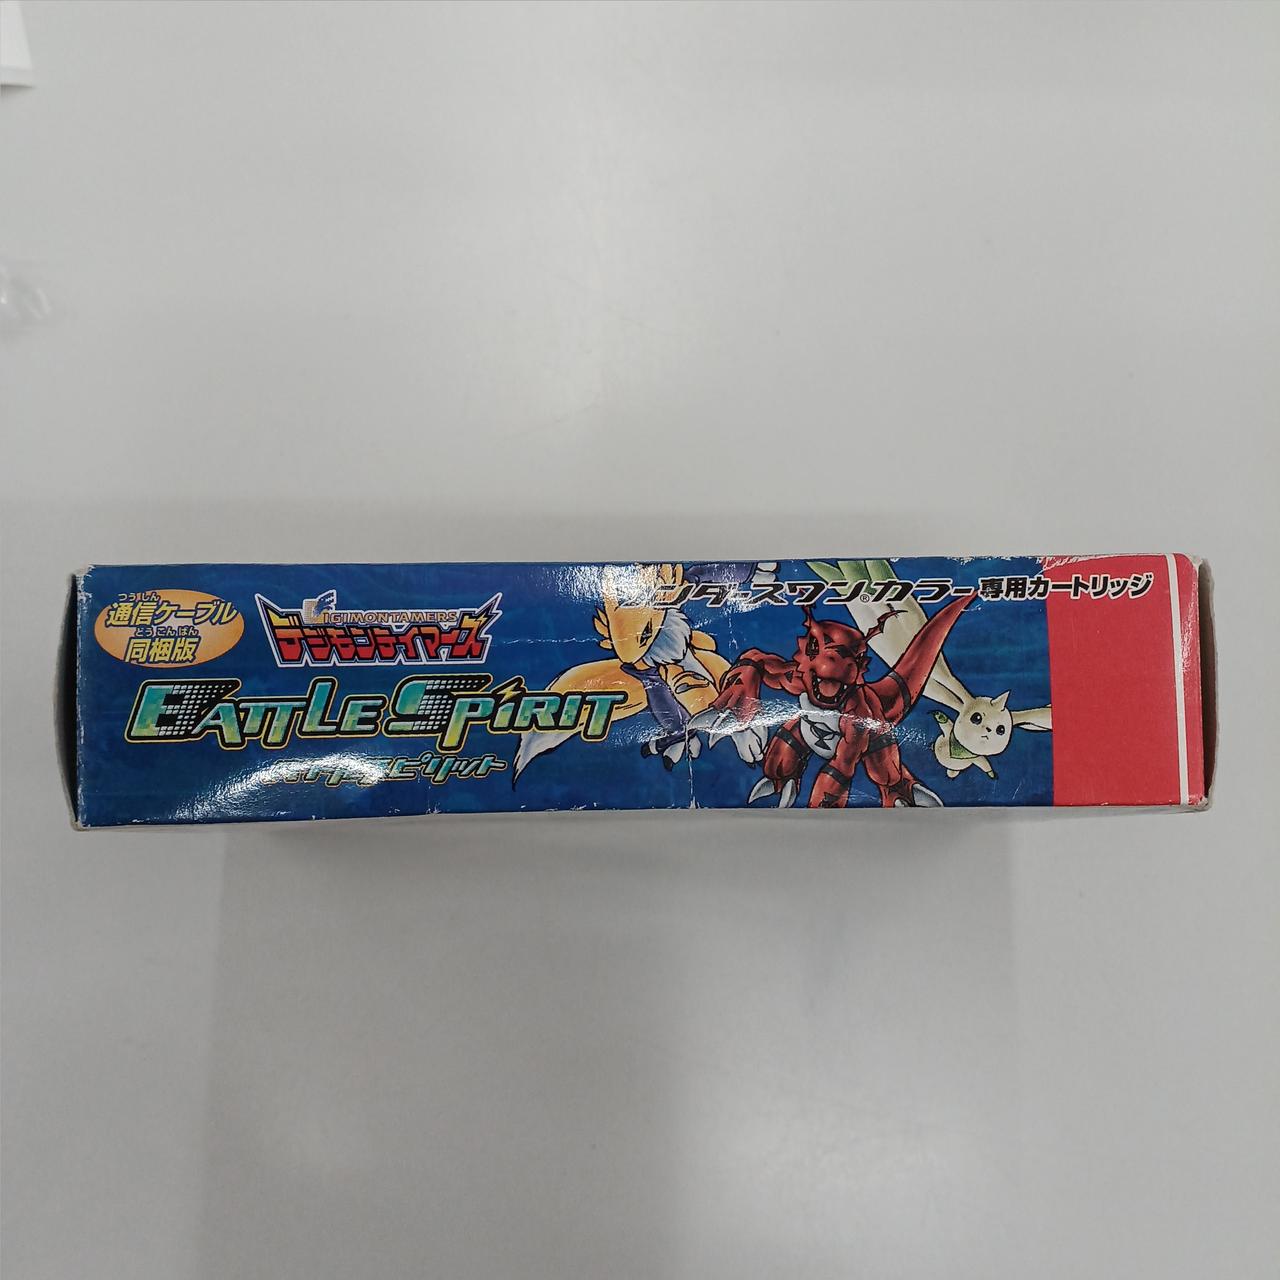 つうしん
通信ケーブル
どうこんばん
同梱版
DIGIMONTAMERS
デジモンテイマーズ
BATTLE SPIRIT
バトルスピリット
ンダースワン®カラー専用カートリッジ